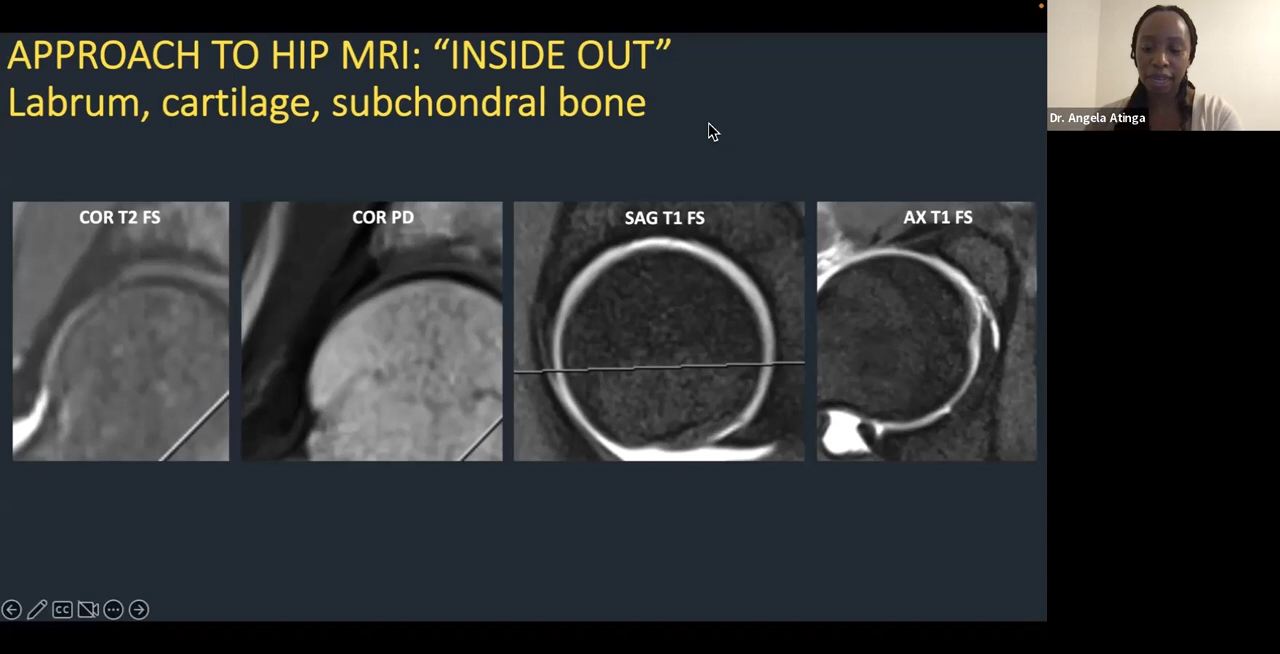 APPROACH TO HIP MRI: “INSIDE OUT”
Labrum, cartilage, subchondral bone
COR T2 FS
COR PD
SAG T1 FS
AX T1 FS
Dr. Angela Atinga
CC